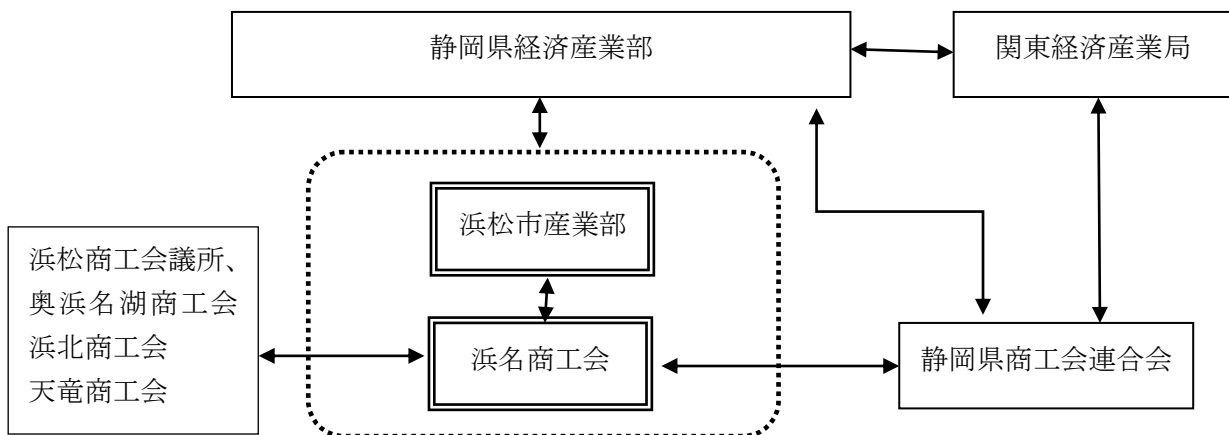 静岡県経済産業部
関東経済産業局
浜松市産業部
浜松商工会議所、
奥浜名湖商工会
浜北商工会
天竜商工会
浜名商工会
静岡県商工会連合会